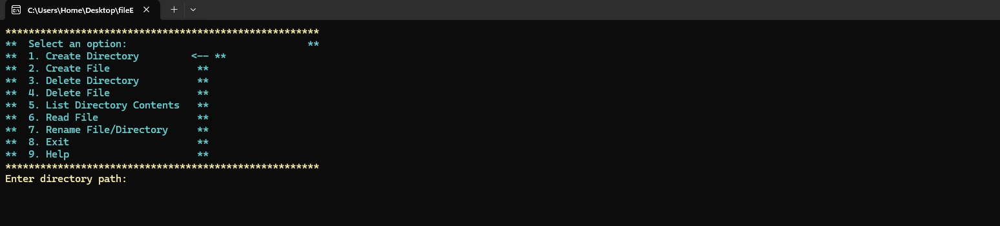 C:\Users\Home\Desktop\fileE
******************************************************
**  Select an option:                               **
**  1. Create Directory         <-- **
**  2. Create File               **
**  3. Delete Directory          **
**  4. Delete File               **
**  5. List Directory Contents   **
**  6. Read File                 **
**  7. Rename File/Directory     **
**  8. Exit                      **
**  9. Help                      **
******************************************************
Enter directory path: